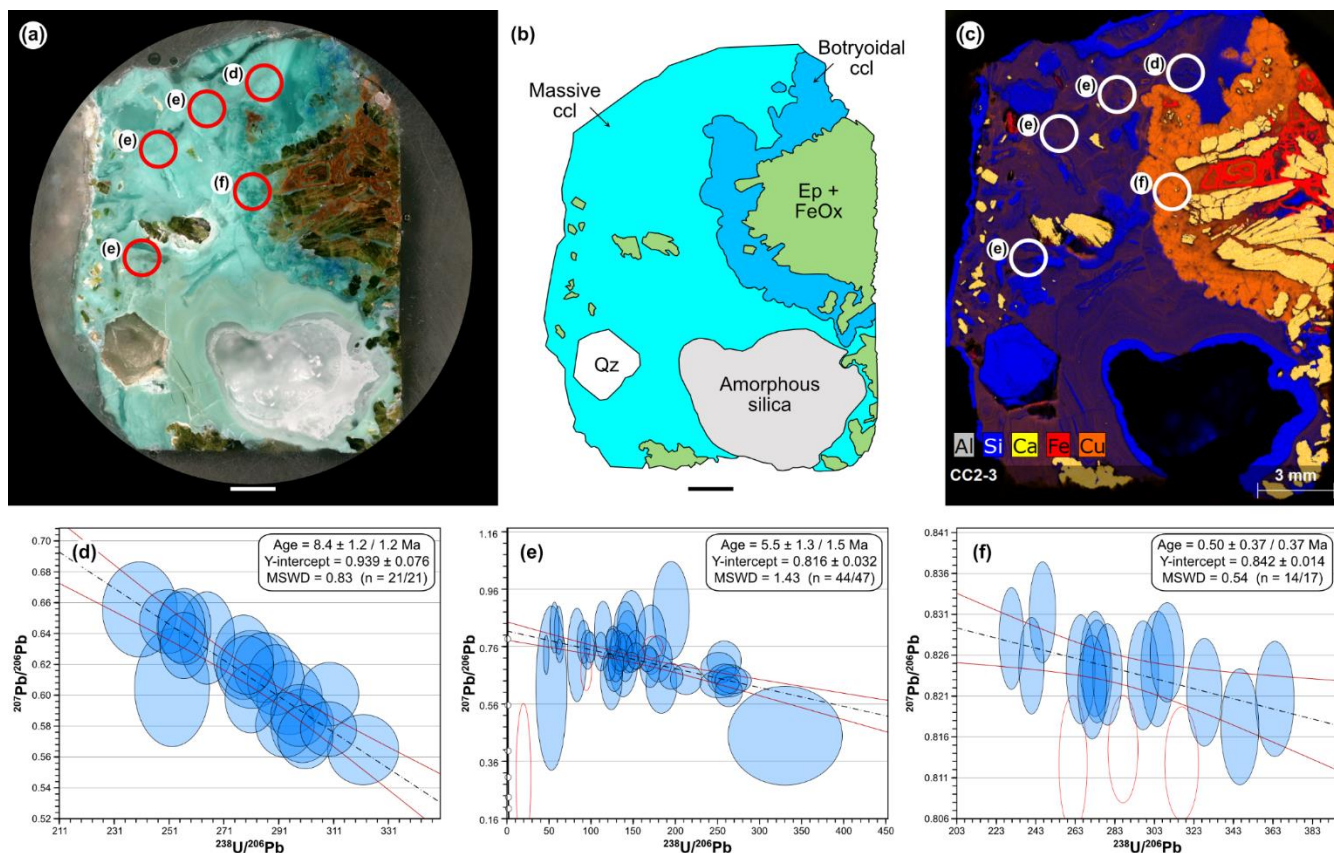 (a)
(d)
(e)
(e)
(f)
(e)
(b)
Massive
ccl
Botryoidal
ccl
Ep +
FeOx
Qz
Amorphous
silica
(c)
(d)
(e)
(e)
(f)
(e)
Al Si Ca Fe Cu
CC2-3
3 mm
(d)
Age = 8.4 ± 1.2 / 1.2 Ma
Y-intercept = 0.939 ± 0.076
MSWD = 0.83 (n = 21/21)
0.70
0.68
0.66
0.64
0.62
0.60
0.58
0.56
0.54
0.52
207Pb/206Pb
211 231 251 271 291 311 331
238U/206Pb
(e)
Age = 5.5 ± 1.3 / 1.5 Ma
Y-intercept = 0.816 ± 0.032
MSWD = 1.43 (n = 44/47)
1.16
0.96
0.76
0.56
0.36
0.16
207Pb/206Pb
0 50 100 150 200 250 300 350 400 450
238U/206Pb
(f)
Age = 0.50 ± 0.37 / 0.37 Ma
Y-intercept = 0.842 ± 0.014
MSWD = 0.54 (n = 14/17)
0.841
0.836
0.831
0.826
0.821
0.816
0.811
0.806
207Pb/206Pb
203 223 243 263 283 303 323 343 363 383
238U/206Pb